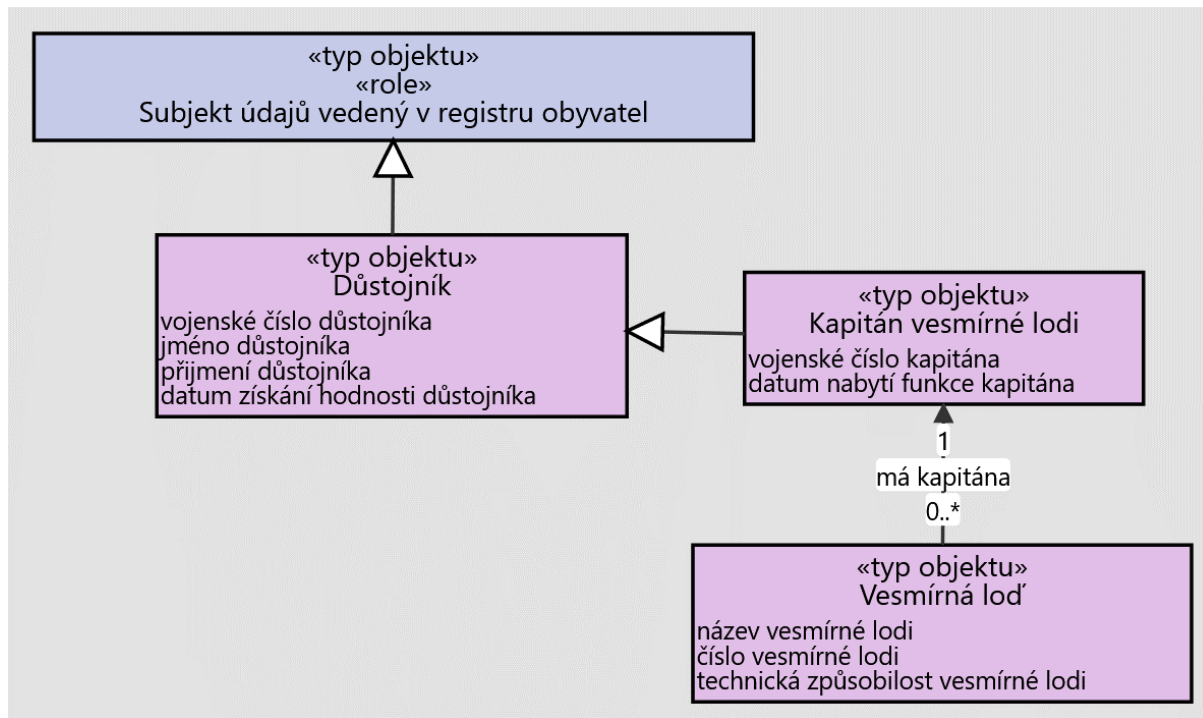 «typ objektu»
«role»
Subjekt údajů vedený v registru obyvatel
«typ objektu»
Důstojník
vojenské číslo důstojníka
jméno důstojníka
přijmení důstojníka
datum získání hodnosti důstojníka
«typ objektu»
Kapitán vesmírné lodi
vojenské číslo kapitána
datum nabytí funkce kapitána
1
má kapitána
0..*
«typ objektu»
Vesmírná loď
název vesmírné lodi
číslo vesmírné lodi
technická způsobilost vesmírné lodi